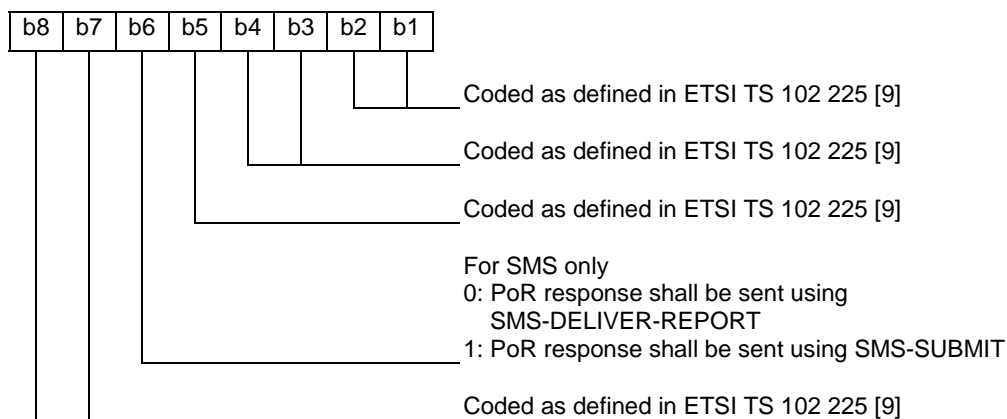 b8 b7 b6 b5 b4 b3 b2 b1
Coded as defined in ETSI TS 102 225 [9]
Coded as defined in ETSI TS 102 225 [9]
Coded as defined in ETSI TS 102 225 [9]
For SMS only
0: PoR response shall be sent using
SMS-DELIVER-REPORT
1: PoR response shall be sent using SMS-SUBMIT
Coded as defined in ETSI TS 102 225 [9]